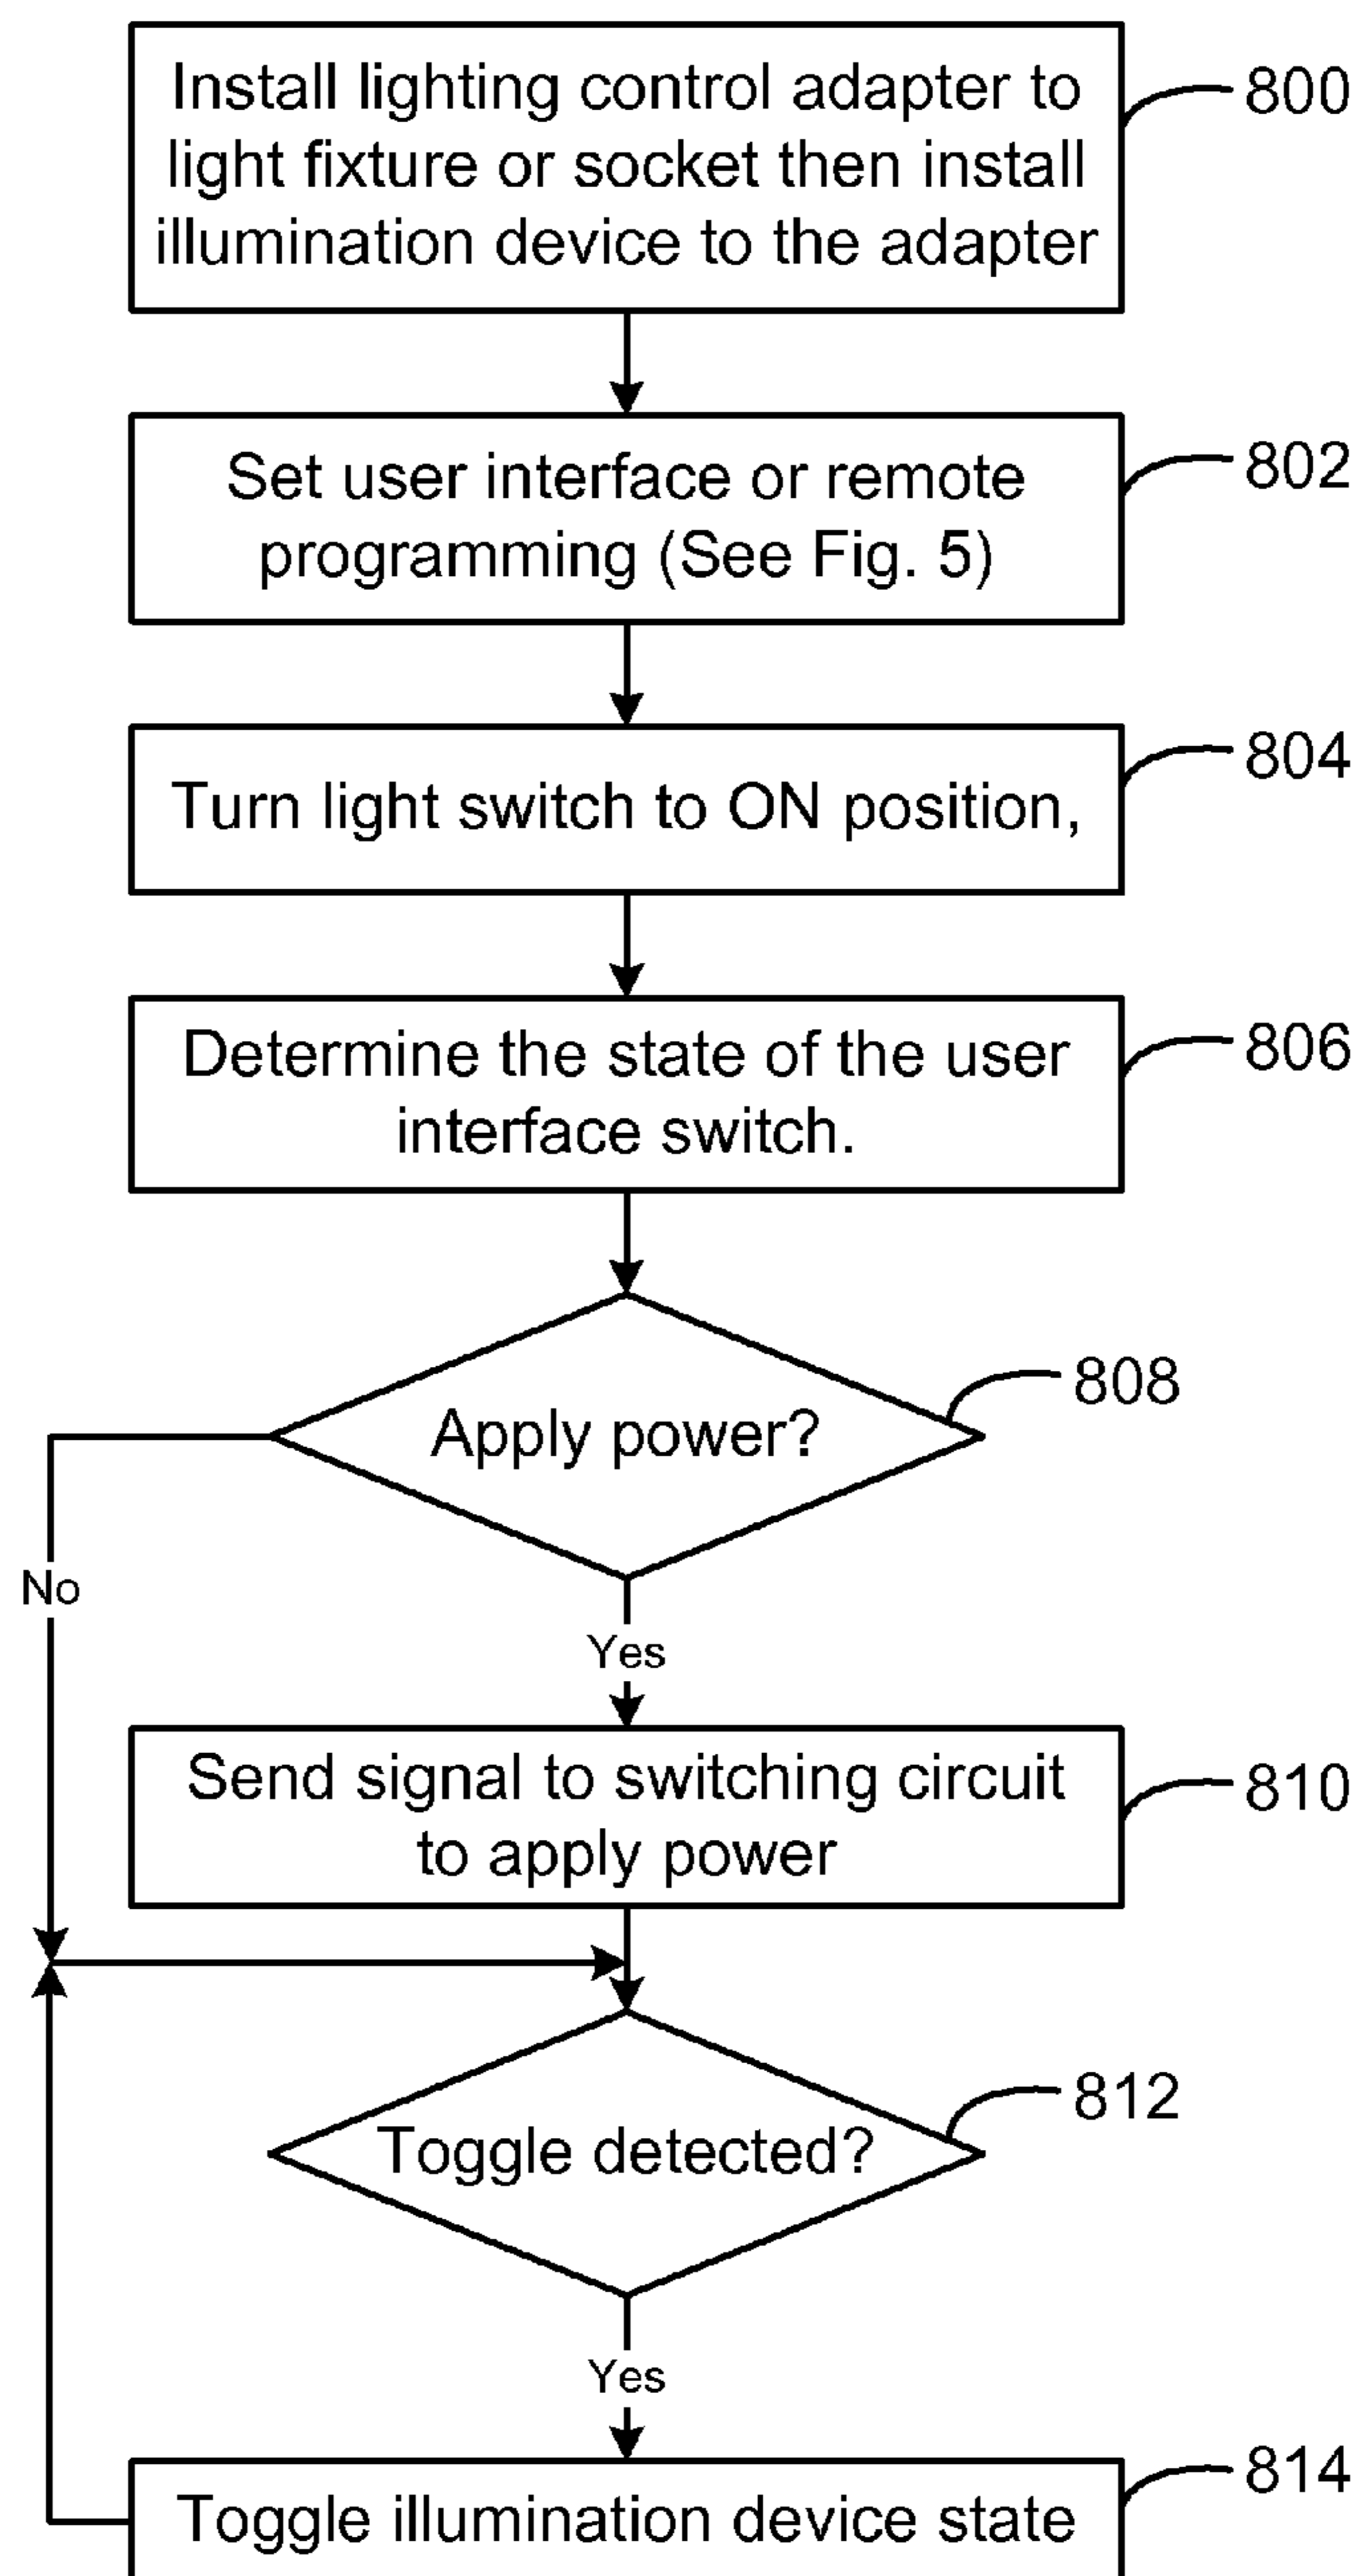 Install lighting control adapter to
light fixture or socket then install
illumination device to the adapter
800
Set user interface or remote
programming (See Fig. 5)
802
Turn light switch to ON position,
804
Determine the state of the user
interface switch.
806
Apply power?
808
No
Yes
Send signal to switching circuit
to apply power
810
Toggle detected?
812
Yes
Toggle illumination device state
814